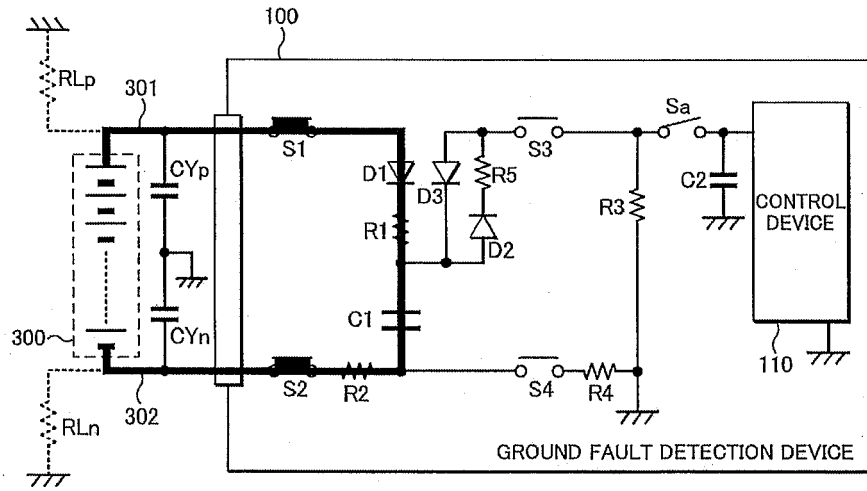 100
RLp
301
S1
S3
Sa
CYp
D1
D3
R5
C2
CONTROL
DEVICE
R3
R1
D2
C1
300
CYn
S2
R2
S4
R4
110
302
RLn
GROUND FAULT DETECTION DEVICE